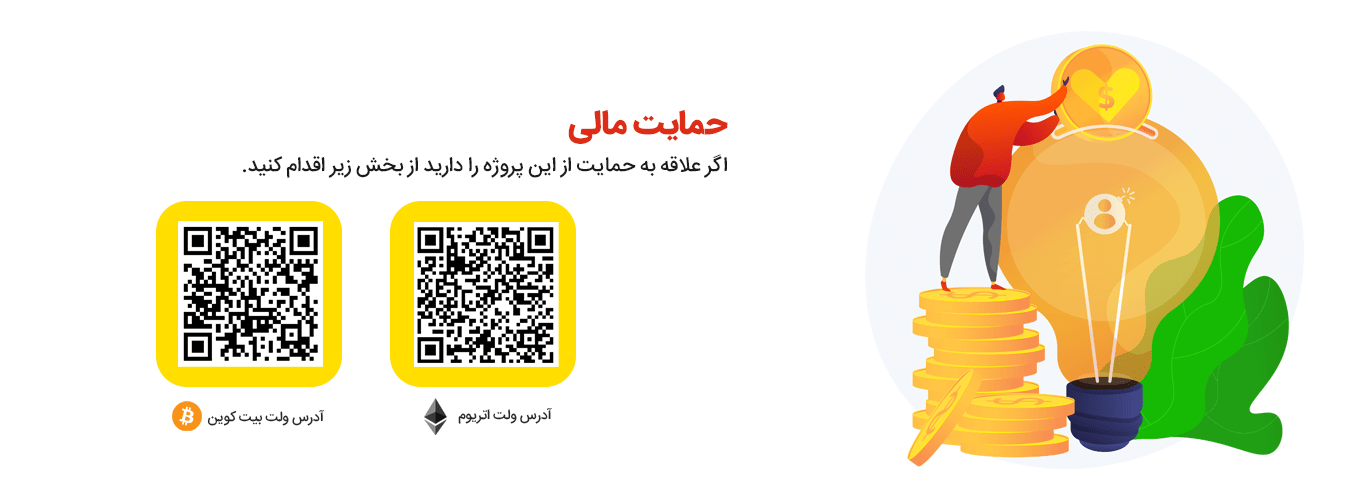 حمایت مالی
اگر علاقه به حمایت از این پروژه را دارید از بخش زیر اقدام کنید.
آدرس ولت اتریوم
آدرس ولت بیت کوین
$